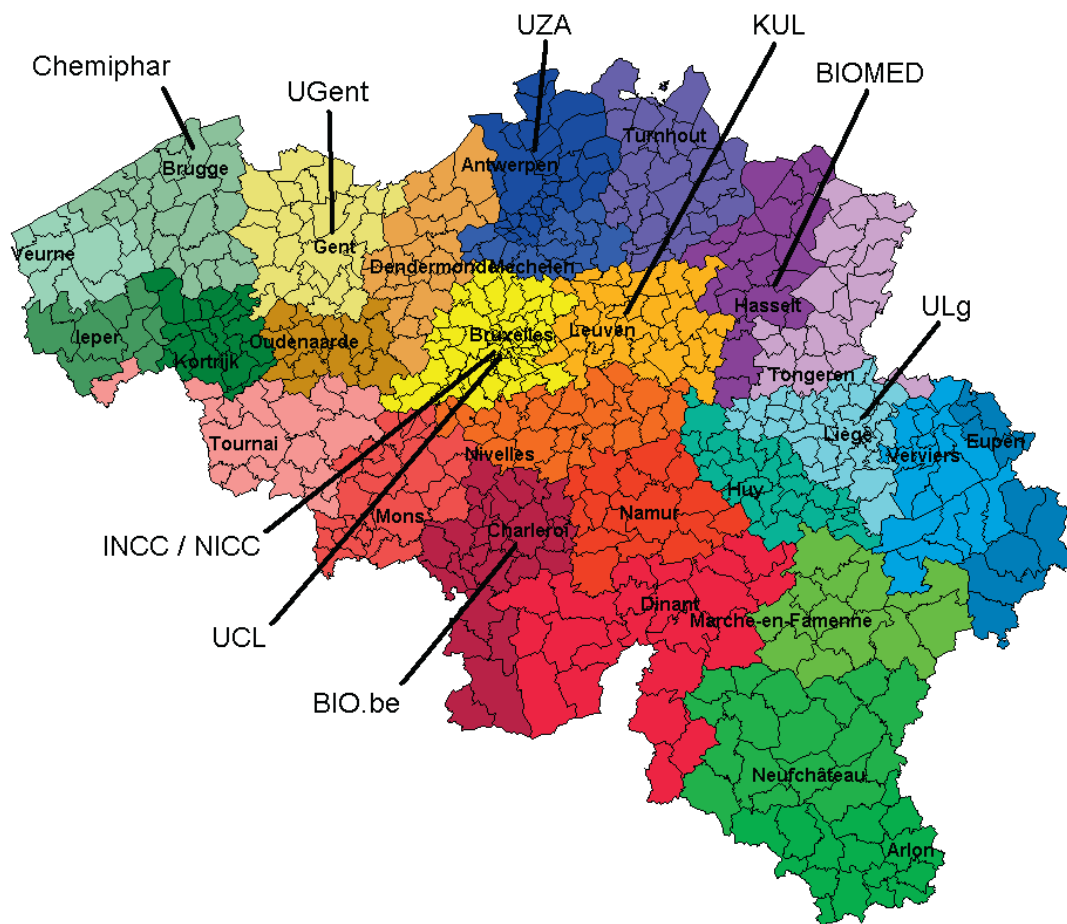 UZA
KUL
Chemiphar
BIOMED
UGent
Turnhout
Antwerpen
Brugge
Gent
Veurne
Dendermonde
Mechelen
Hasselt
ULg
Ieper
Bruxelles
Leuven
Oudenaarde
Kortrijk
Tongeren
Tournai
Liège
Eupen
Nivelles
Verviers
Huy
Mons
Namur
Charleroi
INCC / NICC
Dinant
Marche-en-Famenne
UCL
BIO.be
Neufchâteau
Arlon